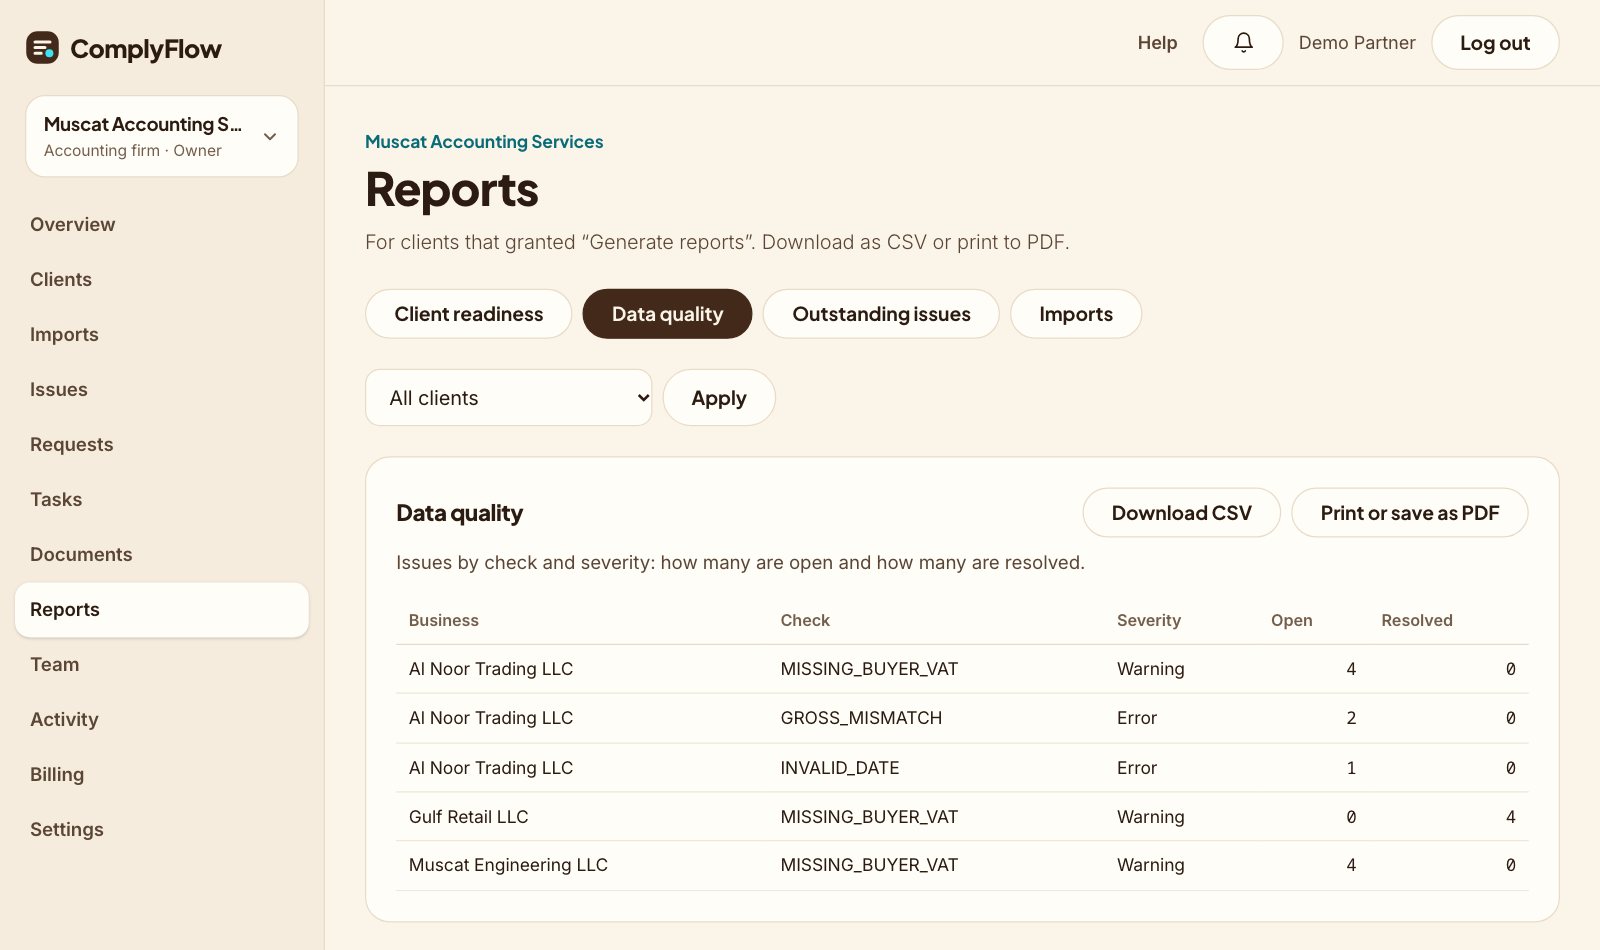 ComplyFlow
Muscat Accounting S...
Accounting firm · Owner
Overview
Clients
Imports
Issues
Requests
Tasks
Documents
Reports
Team
Activity
Billing
Settings
Help
Demo Partner
Log out
Muscat Accounting Services
Reports
For clients that granted “Generate reports”. Download as CSV or print to PDF.
Client readiness
Data quality
Outstanding issues
Imports
All clients
Apply
Data quality
Download CSV
Print or save as PDF
Issues by check and severity: how many are open and how many are resolved.
Business Check Severity Open Resolved
Al Noor Trading LLC MISSING_BUYER_VAT Warning 4 0
Al Noor Trading LLC GROSS_MISMATCH Error 2 0
Al Noor Trading LLC INVALID_DATE Error 1 0
Gulf Retail LLC MISSING_BUYER_VAT Warning 0 4
Muscat Engineering LLC MISSING_BUYER_VAT Warning 4 0